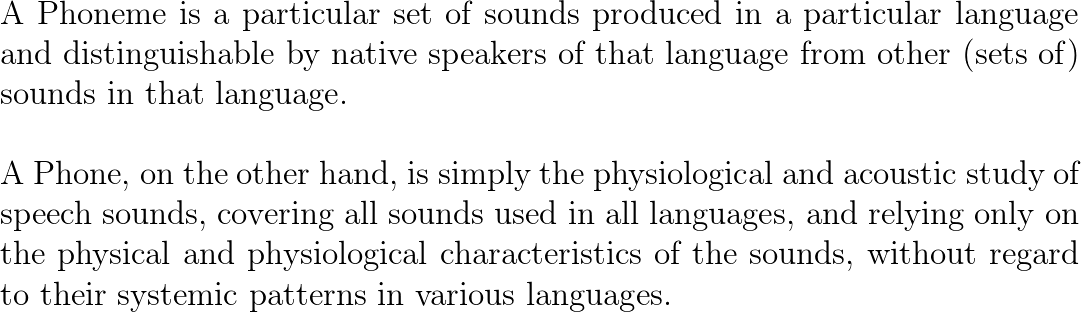 A Phoneme is a particular set of sounds produced in a particular language
and distinguishable by native speakers of that language from other (sets of)
sounds in that language.
A Phone, on the other hand, is simply the physiological and acoustic study of
speech sounds, covering all sounds used in all languages, and relying only on
the physical and physiological characteristics of the sounds, without regard
to their systemic patterns in various languages.